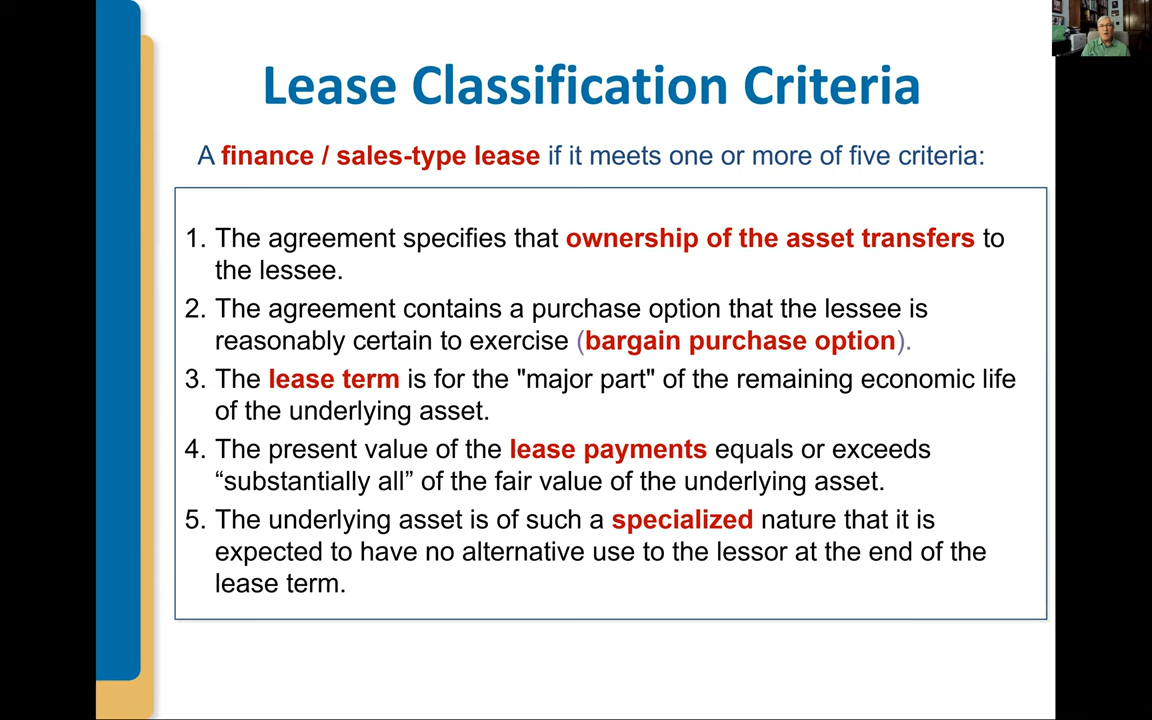 Lease Classification Criteria
A finance / sales-type lease if it meets one or more of five criteria:
1. The agreement specifies that ownership of the asset transfers to
the lessee.
2. The agreement contains a purchase option that the lessee is
reasonably certain to exercise (bargain purchase option).
3. The lease term is for the "major part" of the remaining economic life
of the underlying asset.
4. The present value of the lease payments equals or exceeds
“substantially all” of the fair value of the underlying asset.
5. The underlying asset is of such a specialized nature that it is
expected to have no alternative use to the lessor at the end of the
lease term.